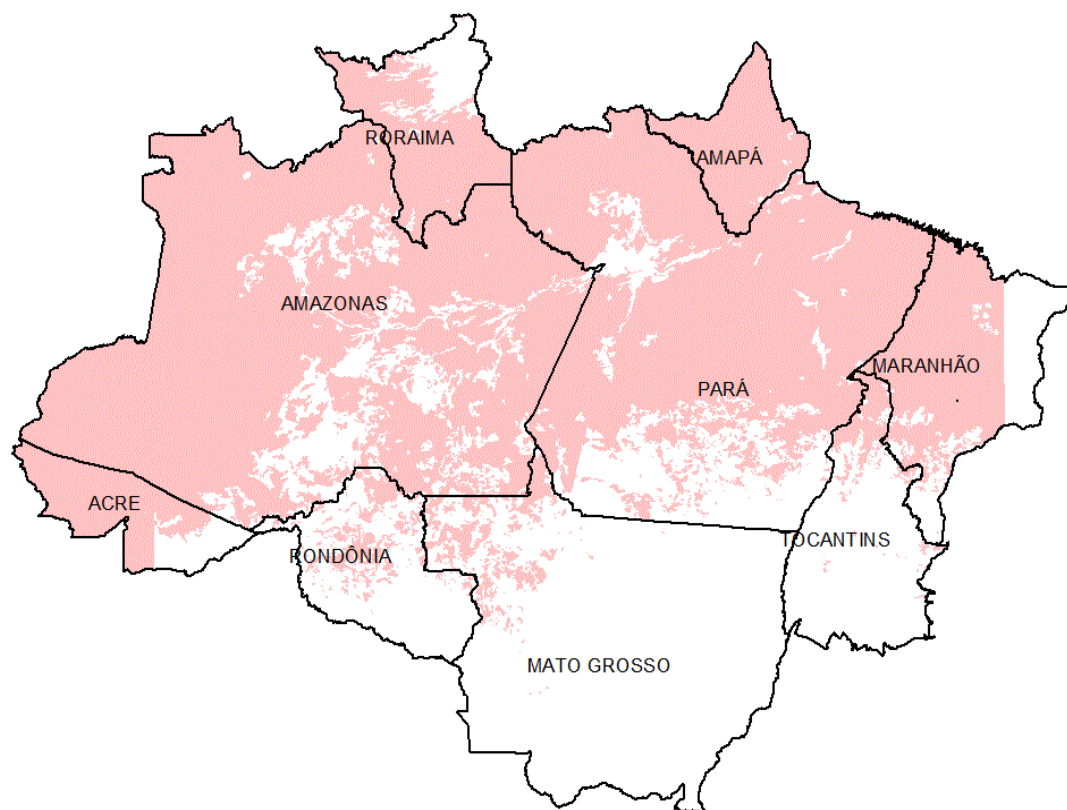 RORAIMA
AMAPÁ
AMAZONAS
MARANHÃO
PARÁ
ACRE
TOCANTINS
RONDÔNIA
MATO GROSSO